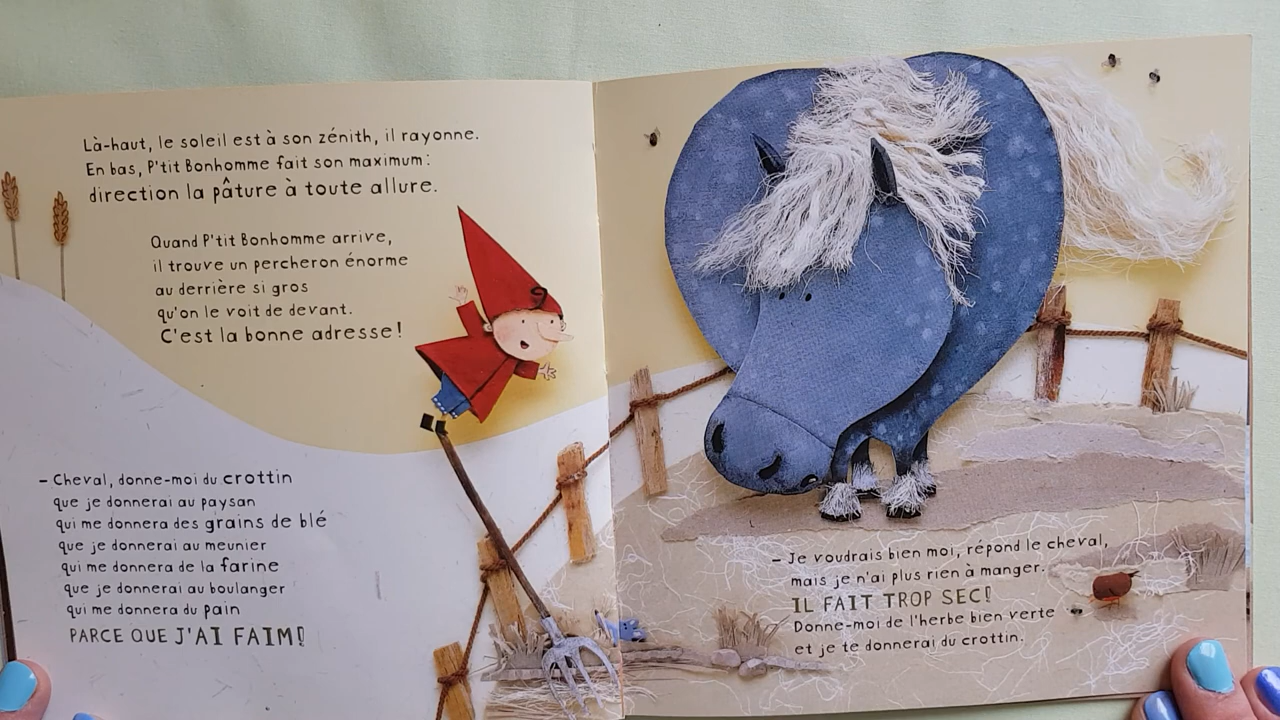 Là-haut, le soleil est à son zénith, il rayonne.
En bas, P'tit Bonhomme fait son maximum :
direction la pâture à toute allure.
Quand P'tit Bonhomme arrive,
il trouve un percheron énorme
au derrière si gros
qu'on le voit de devant.
C'est la bonne adresse !
– Cheval, donne-moi du crottin
que je donnerai au paysan
qui me donnera des grains de blé
que je donnerai au meunier
qui me donnera de la farine
que je donnerai au boulanger
qui me donnera du pain
PARCE QUE J'AI FAIM !
– Je voudrais bien moi, répond le cheval,
mais je n'ai plus rien à manger.
IL FAIT TROP SEC !
Donne-moi de l'herbe bien verte
et je te donnerai du crottin.